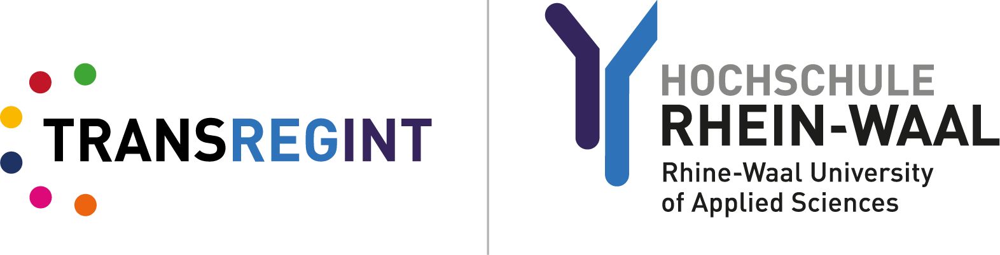 TRANSREGINT
HOCHSCHULE
RHEIN-WAAL
Rhine-Waal University
of Applied Sciences